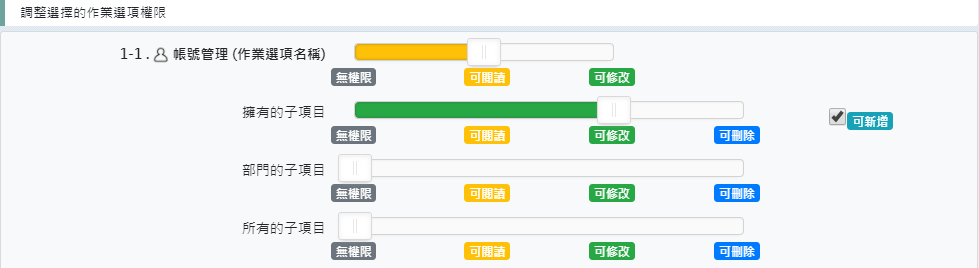 調整選擇的作業選項權限
1-1 . 帳號管理 (作業選項名稱)
無權限 可閱讀 可修改
擁有的子項目
可新增
無權限 可閱讀 可修改 可刪除
部門的子項目
無權限 可閱讀 可修改 可刪除
所有的子項目
無權限 可閱讀 可修改 可刪除